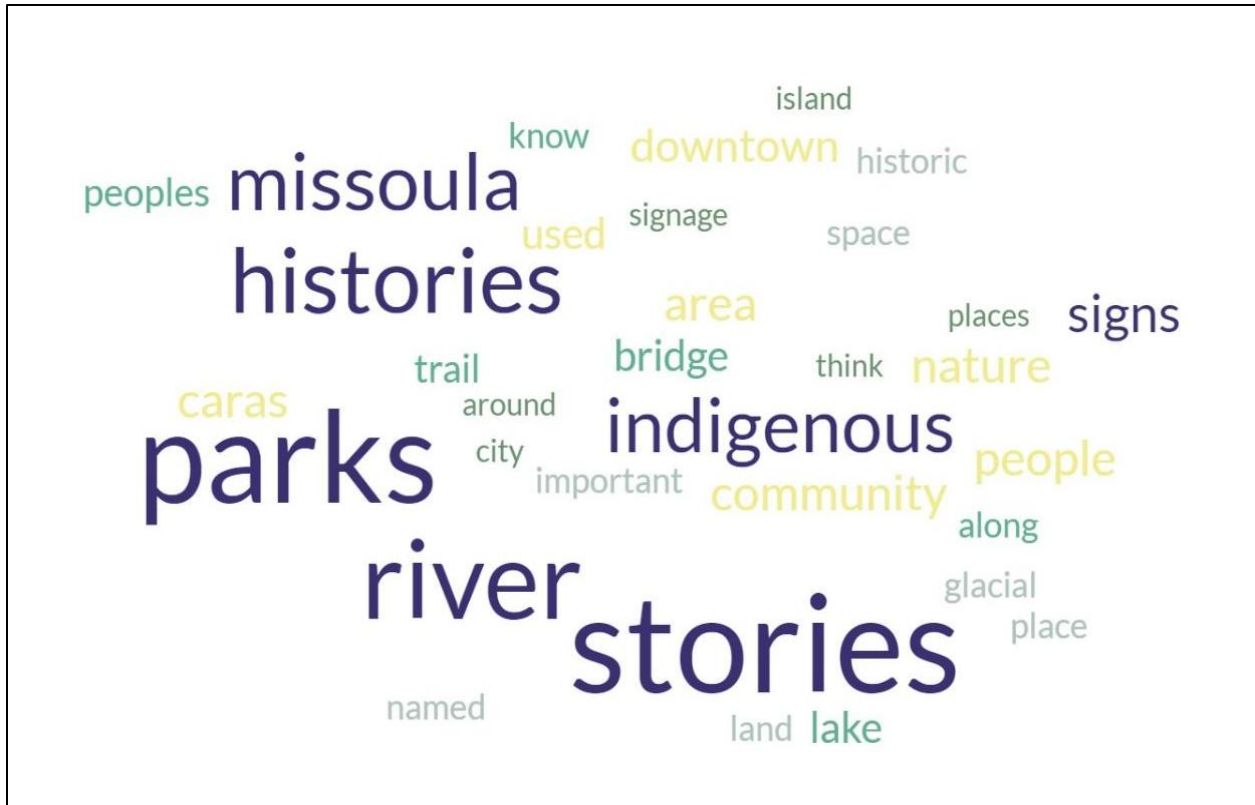 island
know
downtown
historic
peoples
missoula
signage
used
space
histories
area
places
signs
bridge
trail
think
nature
caras
around
indigenous
parks
city
important
people
community
along
river
glacial
stories
place
named
land
lake